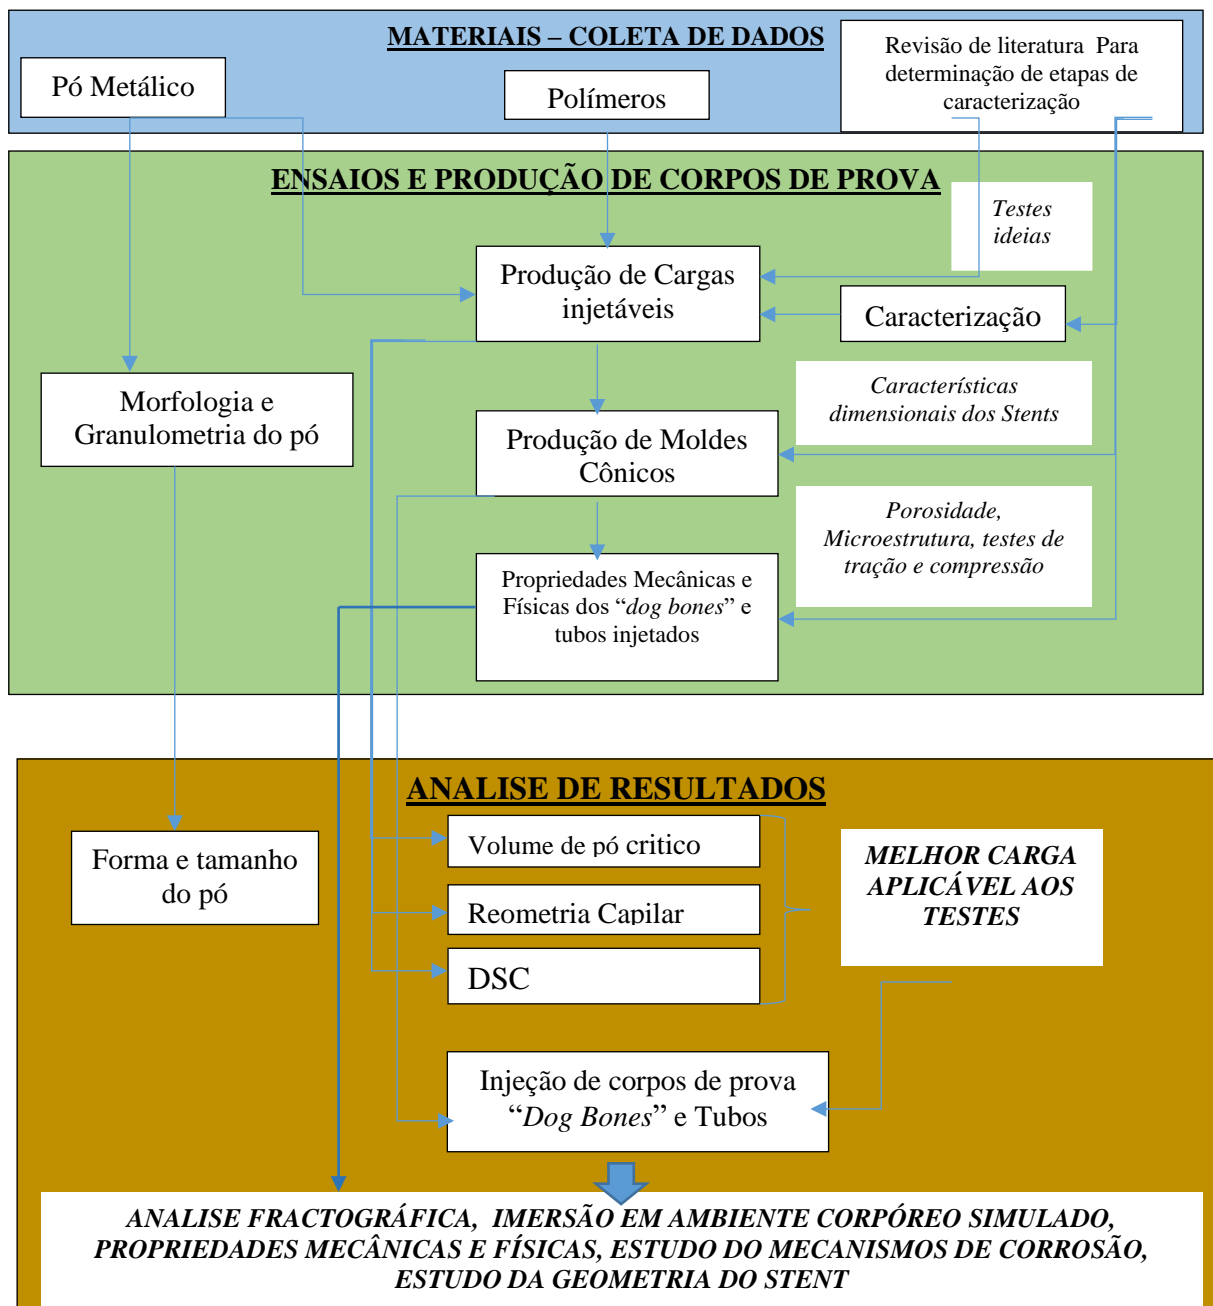 MATERIAIS – COLETA DE DADOS
Pó Metálico
Polímeros
Revisão de literatura Para
determinação de etapas de
caracterização
ENSAIOS E PRODUÇÃO DE CORPOS DE PROVA
Testes
ideias
Produção de Cargas
injetáveis
Caracterização
Morfologia e
Granulometria do pó
Características
dimensionais dos Stents
Produção de Moldes
Cônicos
Porosidade,
Microestrutura, testes de
tração e compressão
Propriedades Mecânicas e
Físicas dos “dog bones” e
tubos injetados
ANALISE DE RESULTADOS
Forma e tamanho
do pó
Volume de pó critico
Reometria Capilar
DSC
MELHOR CARGA
APLICÁVEL AOS
TESTES
Injeção de corpos de prova
“Dog Bones” e Tubos
ANALISE FRACTOGRÁFICA, IMERSÃO EM AMBIENTE CORPÓREO SIMULADO,
PROPRIEDADES MECÂNICAS E FÍSICAS, ESTUDO DO MECANISMOS DE CORROSÃO,
ESTUDO DA GEOMETRIA DO STENT